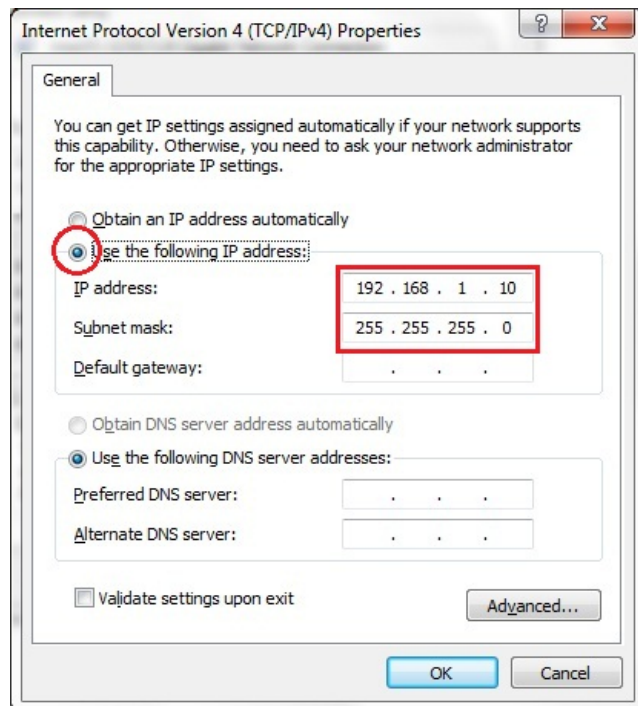 Internet Protocol Version 4 (TCP/IPv4) Properties
General
You can get IP settings assigned automatically if your network supports
this capability. Otherwise, you need to ask your network administrator
for the appropriate IP settings.
Obtain an IP address automatically
Use the following IP address:
IP address: 192 . 168 . 1 . 10
Subnet mask: 255 . 255 . 255 . 0
Default gateway: . . .
Obtain DNS server address automatically
Use the following DNS server addresses:
Preferred DNS server: . . .
Alternate DNS server: . . .
Validate settings upon exit
Advanced...
OK Cancel